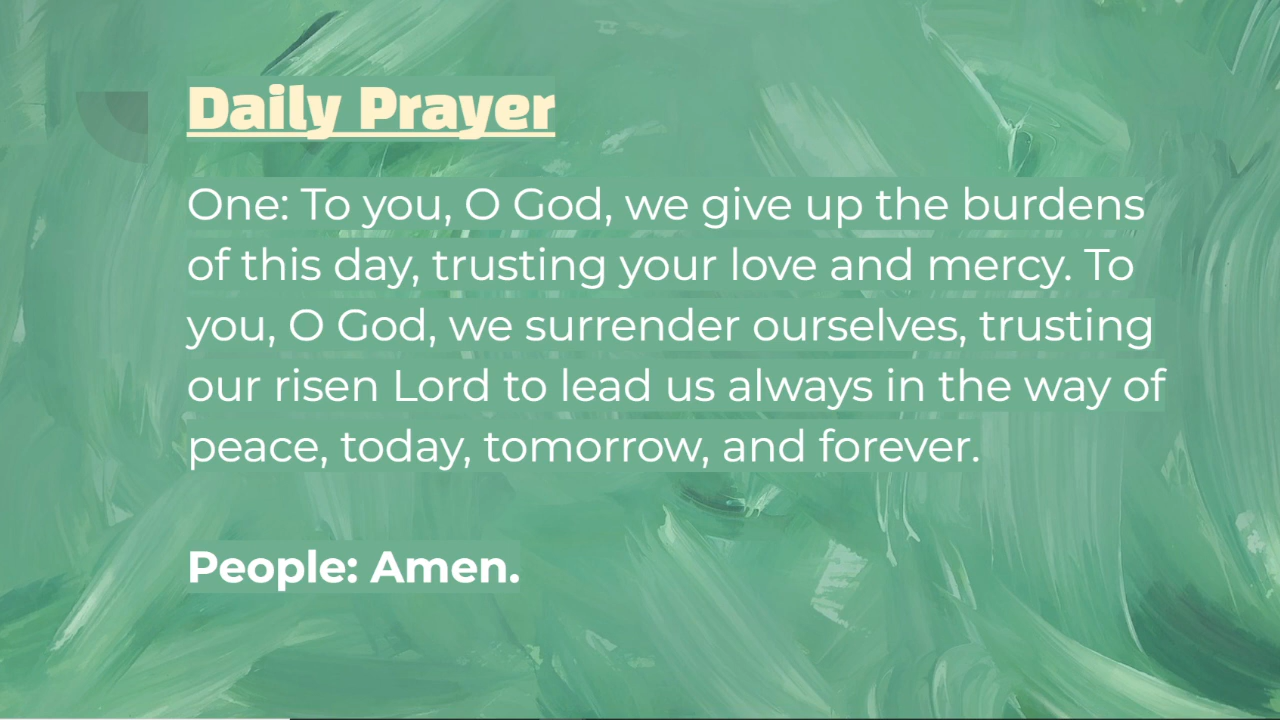 Daily Prayer
One: To you, O God, we give up the burdens
of this day, trusting your love and mercy. To
you, O God, we surrender ourselves, trusting
our risen Lord to lead us always in the way of
peace, today, tomorrow, and forever.
People: Amen.